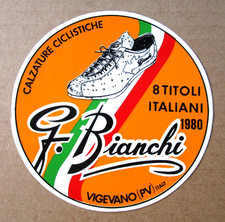 CALZATURE CICLISTICHE
8 TITOLI
ITALIANI
1980
F. Bianchi
VIGEVANO (PV) ITALY